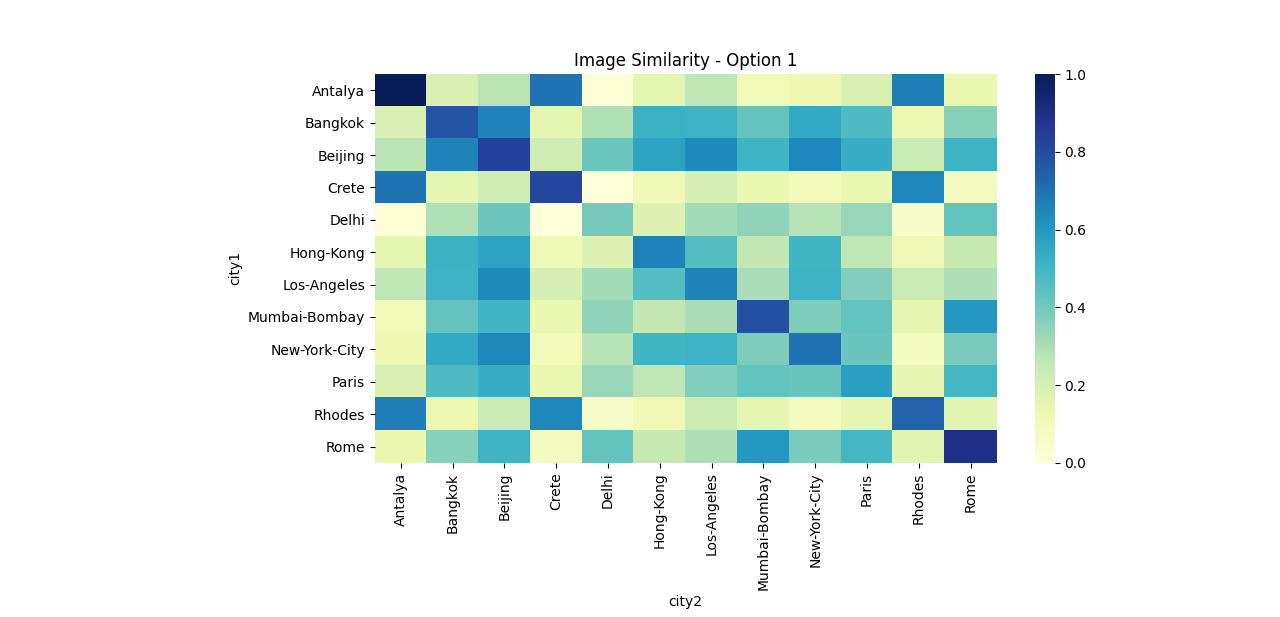 Image Similarity - Option 1
Antalya
Bangkok
Beijing
Crete
Delhi
Hong-Kong
Los-Angeles
Mumbai-Bombay
New-York-City
Paris
Rhodes
Rome
city1
Antalya
Bangkok
Beijing
Crete
Delhi
Hong-Kong
Los-Angeles
Mumbai-Bombay
New-York-City
Paris
Rhodes
Rome
city2
1.0
0.8
0.6
0.4
0.2
0.0